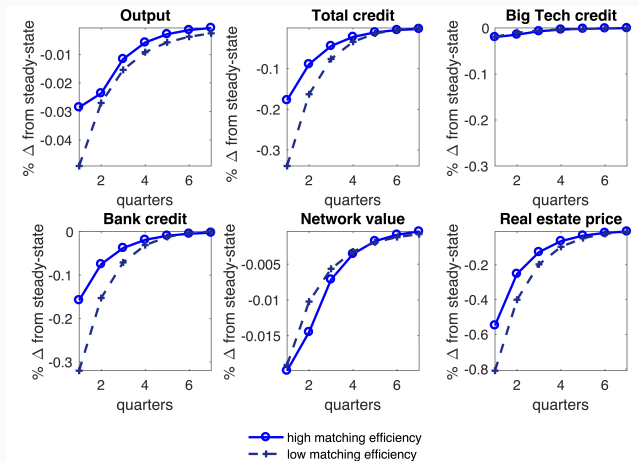 Output
% Δ from steady-state
-0.01
-0.02
-0.03
-0.04
2 4 6
quarters
Total credit
% Δ from steady-state
-0.1
-0.2
-0.3
2 4 6
quarters
Big Tech credit
% Δ from steady-state
0
-0.1
-0.2
-0.3
2 4 6
quarters
Bank credit
% Δ from steady-state
0
-0.1
-0.2
-0.3
2 4 6
quarters
Network value
% Δ from steady-state
-0.005
-0.01
-0.015
2 4 6
quarters
Real estate price
% Δ from steady-state
-0.2
-0.4
-0.6
-0.8
2 4 6
quarters
high matching efficiency
low matching efficiency